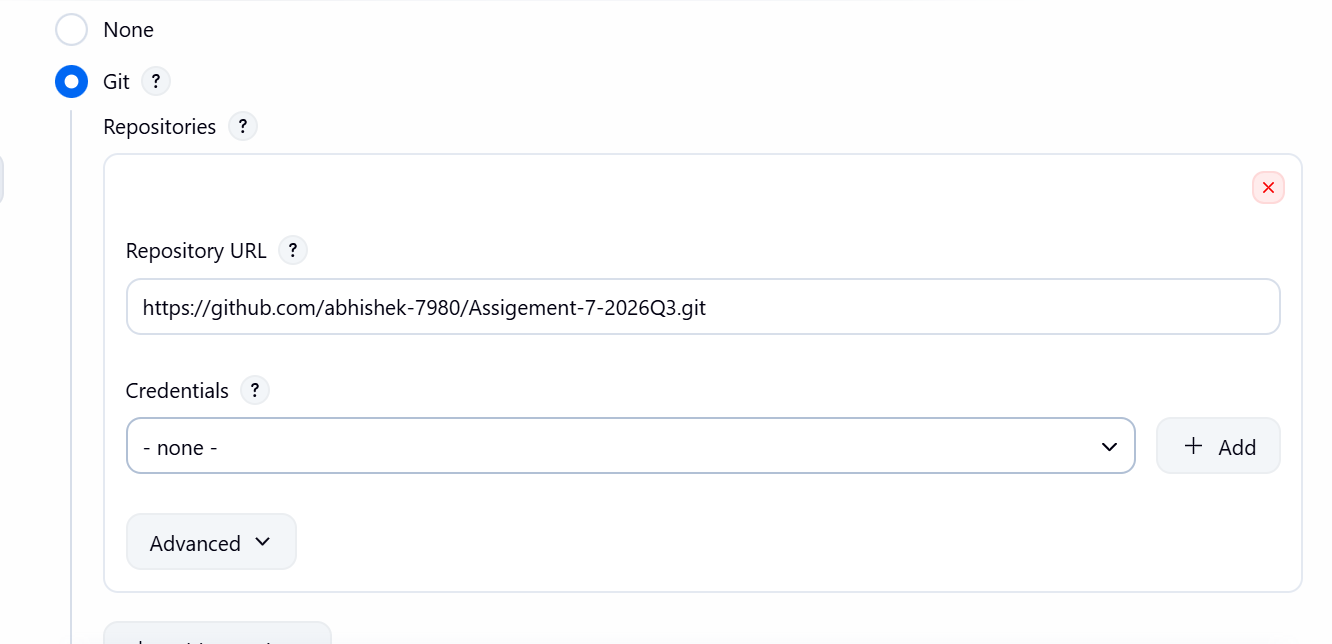 None
Git ?
Repositories ?
Repository URL ?
https://github.com/abhishek-7980/Assigement-7-2026Q3.git
Credentials ?
- none -
+ Add
Advanced